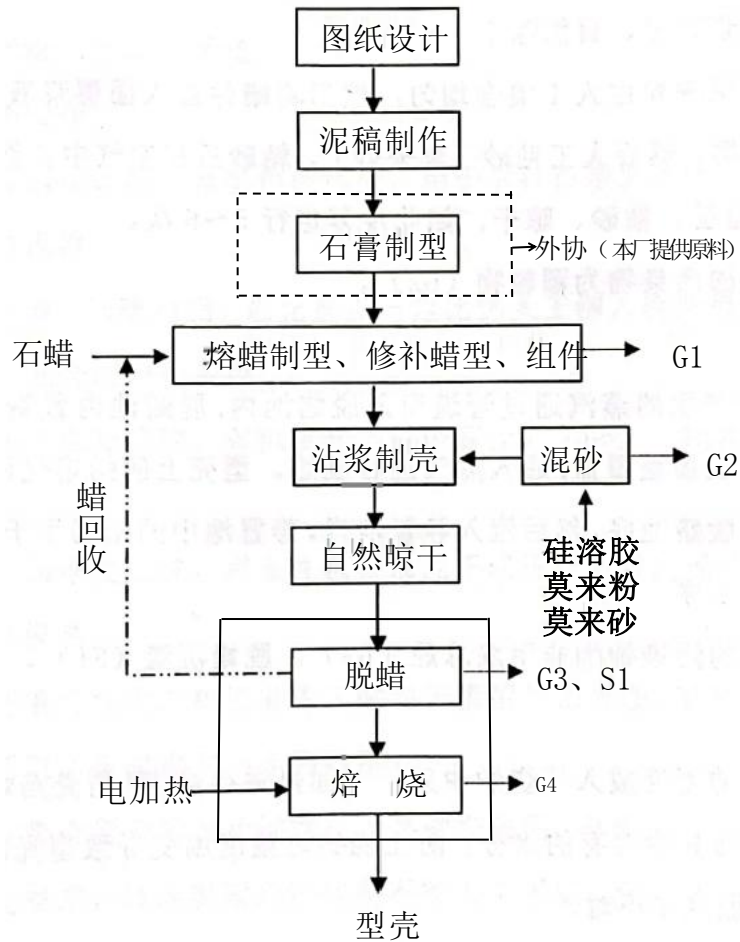 图纸设计
泥稿制作
石膏制型
外协（本厂提供原料）
石蜡
熔蜡制型、修补蜡型、组件
G1
沾浆制壳
混砂
G2
蜡回收
自然晾干
硅溶胶
莫来粉
莫来砂
脱蜡
G3、S1
电加热
焙 烧
G4
型壳